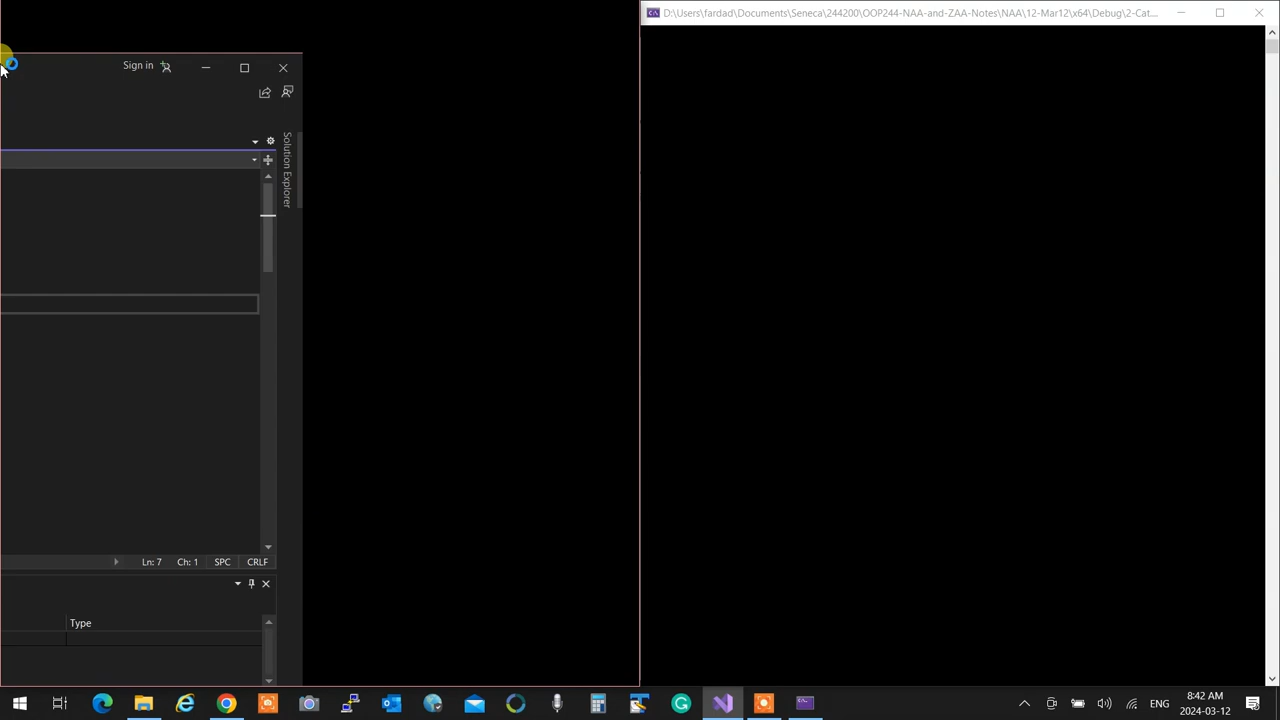 D:\Users\fardad\Documents\Seneca\244200\OOP244-NAA-and-ZAA-Notes\NAA\12-Mar12\x64\Debug\2-Cat....
Sign in
Solution Explorer
Ln: 7 Ch: 1 SPC CRLF
Type
ENG
8:42 AM
2024-03-12